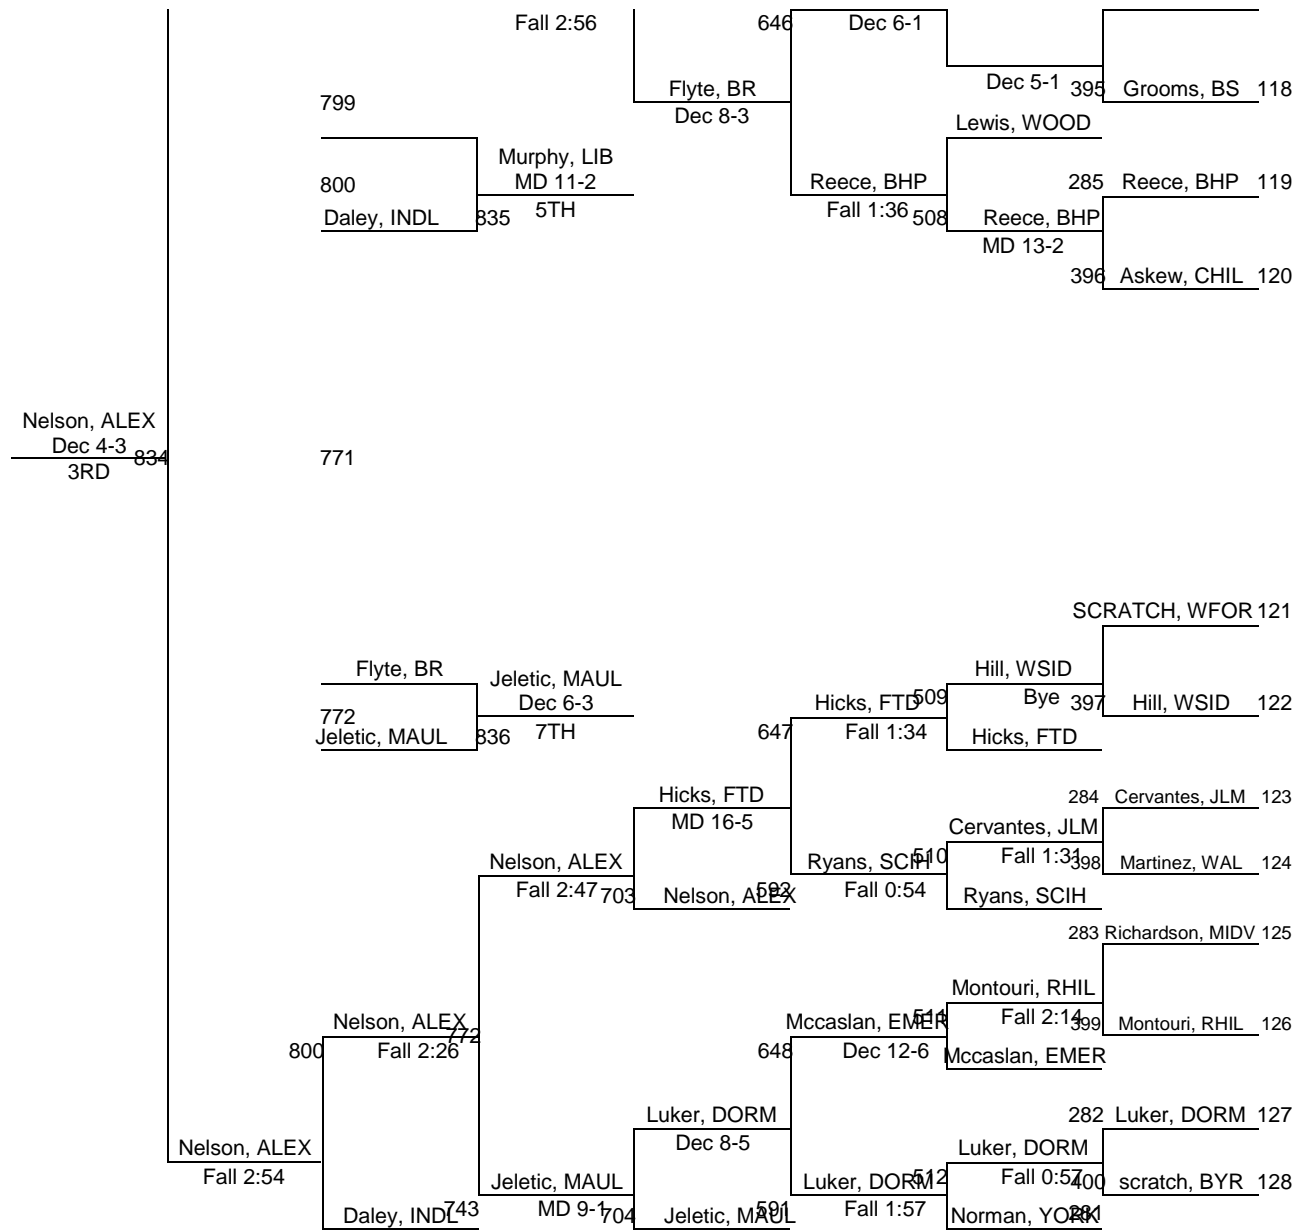 Fall 2:56
646
Dec 6-1
Flyte, BR
Dec 8-3
Dec 5-1
395
Grooms, BS
118
799
Lewis, WOOD
Murphy, LIB
MD 11-2
5TH
800
Daley, INDL
835
Reece, BHP
Fall 1:36
508
285
Reece, BHP
119
Reece, BHP
MD 13-2
396
Askew, CHIL
120
Nelson, ALEX
Dec 4-3
3RD
834
771
SCRATCH, WFOR
121
Flyte, BR
772
Jeletic, MAUL
836
Jeletic, MAUL
Dec 6-3
7TH
647
Hicks, FTD
Fall 1:34
509
Hill, WSID
Bye
397
Hill, WSID
122
Hicks, FTD
Hicks, FTD
MD 16-5
284
Cervantes, JLM
123
Cervantes, JLM
Fall 1:31
398
Martinez, WAL
124
Nelson, ALEX
Fall 2:47
703
Nelson, ALEX
592
Ryans, SCIH
Fall 0:54
510
Ryans, SCIH
283
Richardson, MIDV
125
Montouri, RHIL
Fall 2:14
399
Montouri, RHIL
126
Nelson, ALEX
Fall 2:26
800
772
648
Mccaslan, EMER
Dec 12-6
511
Mccaslan, EMER
Luker, DORM
Dec 8-5
282
Luker, DORM
127
Nelson, ALEX
Fall 2:54
Luker, DORM
Fall 0:57
400
scratch, BYR
128
Jeletic, MAUL
MD 9-1
704
Luker, DORM
Fall 1:57
512
Daley, INDL
743
Jeletic, MAUL
591
Norman, YORK
281